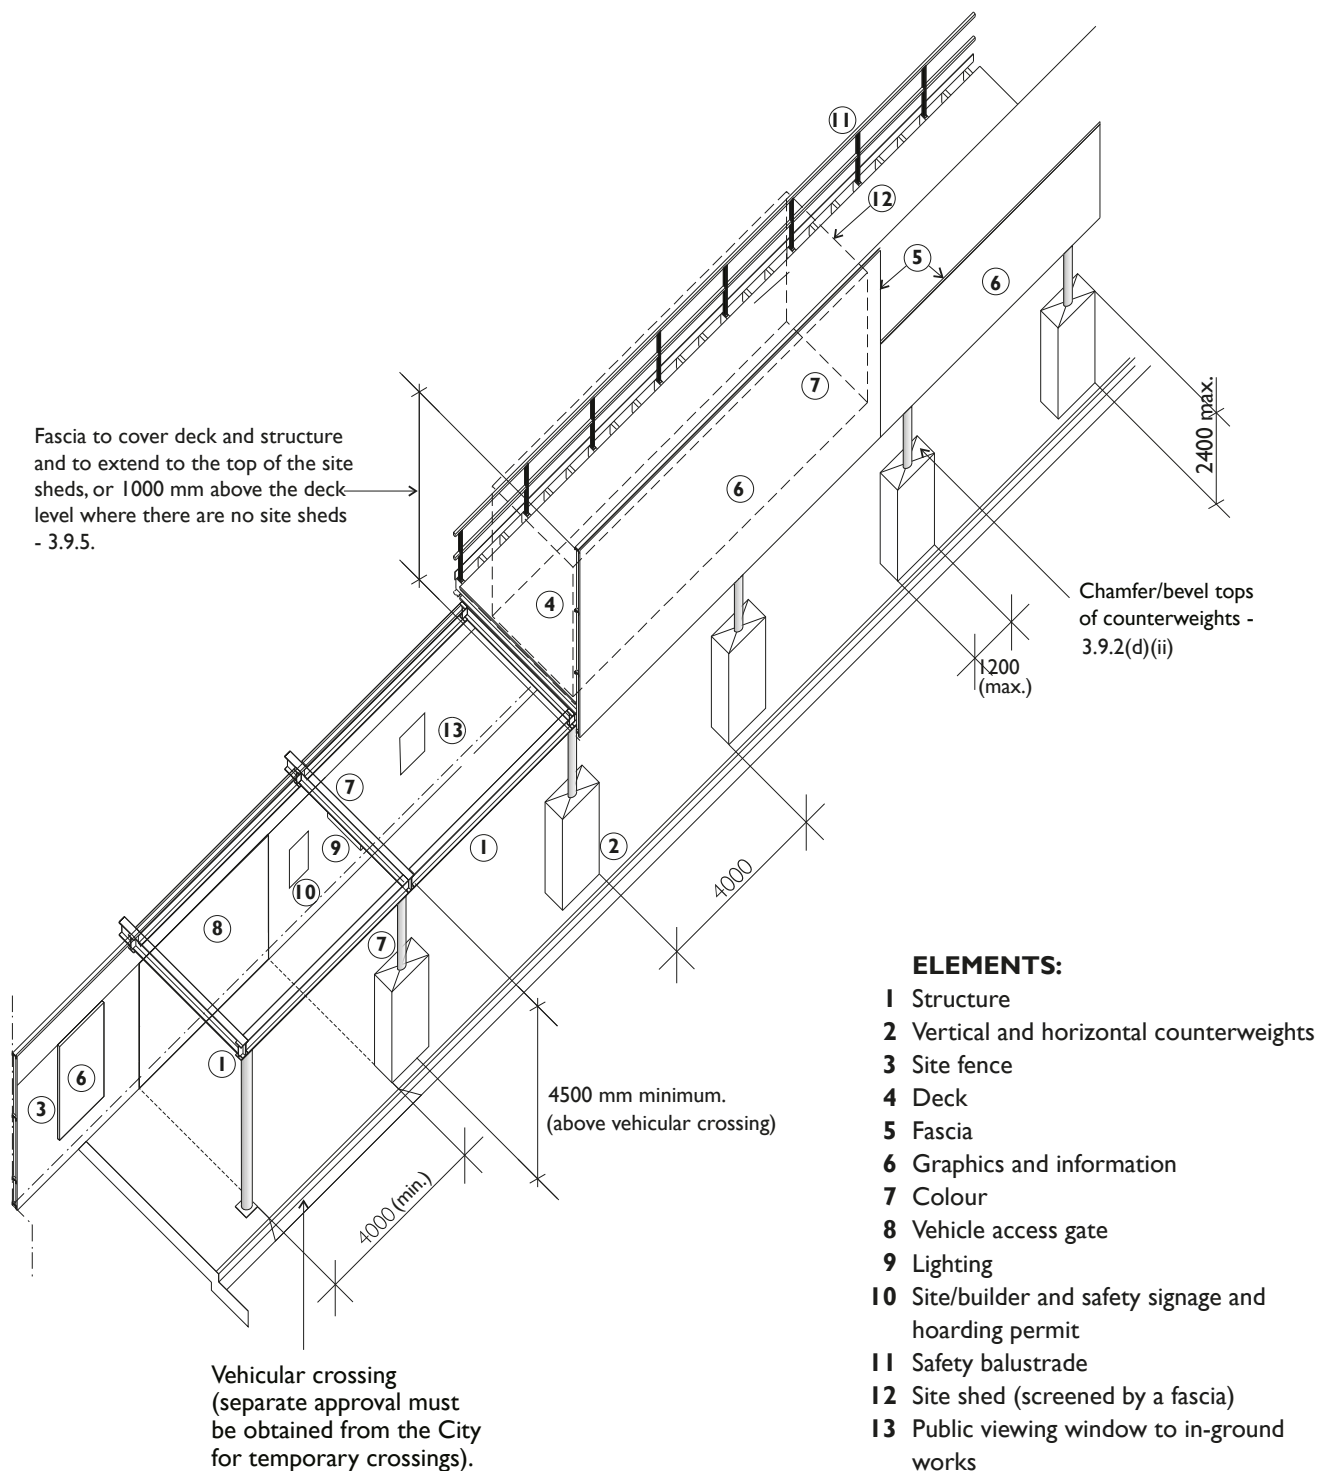 11
12
5
6
7
Fascia to cover deck and structure
and to extend to the top of the site
sheds, or 1000 mm above the deck
level where there are no site sheds
- 3.9.5.
6
2400 max.
4
Chamfer/bevel tops
of counterweights -
3.9.2(d)(ii)
1200
(max.)
13
7
9
1
2
10
4000
8
7
1
6
3
4500 mm minimum.
(above vehicular crossing)
4000 (min.)
Vehicular crossing
(separate approval must
be obtained from the City
for temporary crossings).
ELEMENTS:
1 Structure
2 Vertical and horizontal counterweights
3 Site fence
4 Deck
5 Fascia
6 Graphics and information
7 Colour
8 Vehicle access gate
9 Lighting
10 Site/builder and safety signage and
hoarding permit
11 Safety balustrade
12 Site shed (screened by a fascia)
13 Public viewing window to in-ground
works